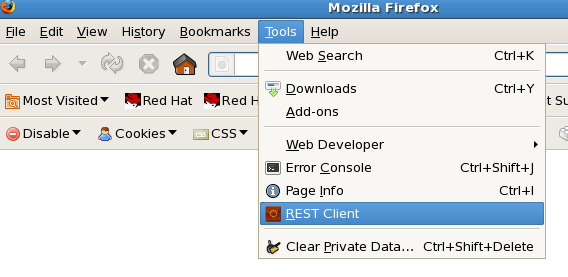 Mozilla Firefox
File Edit View History Bookmarks Tools Help
Web Search Ctrl+K
Downloads Ctrl+Y
Most Visited Red Hat Red H
Add-ons
Disable Cookies CSS
Web Developer
Error Console Ctrl+Shift+J
Page Info Ctrl+I
REST Client
Clear Private Data... Ctrl+Shift+Delete